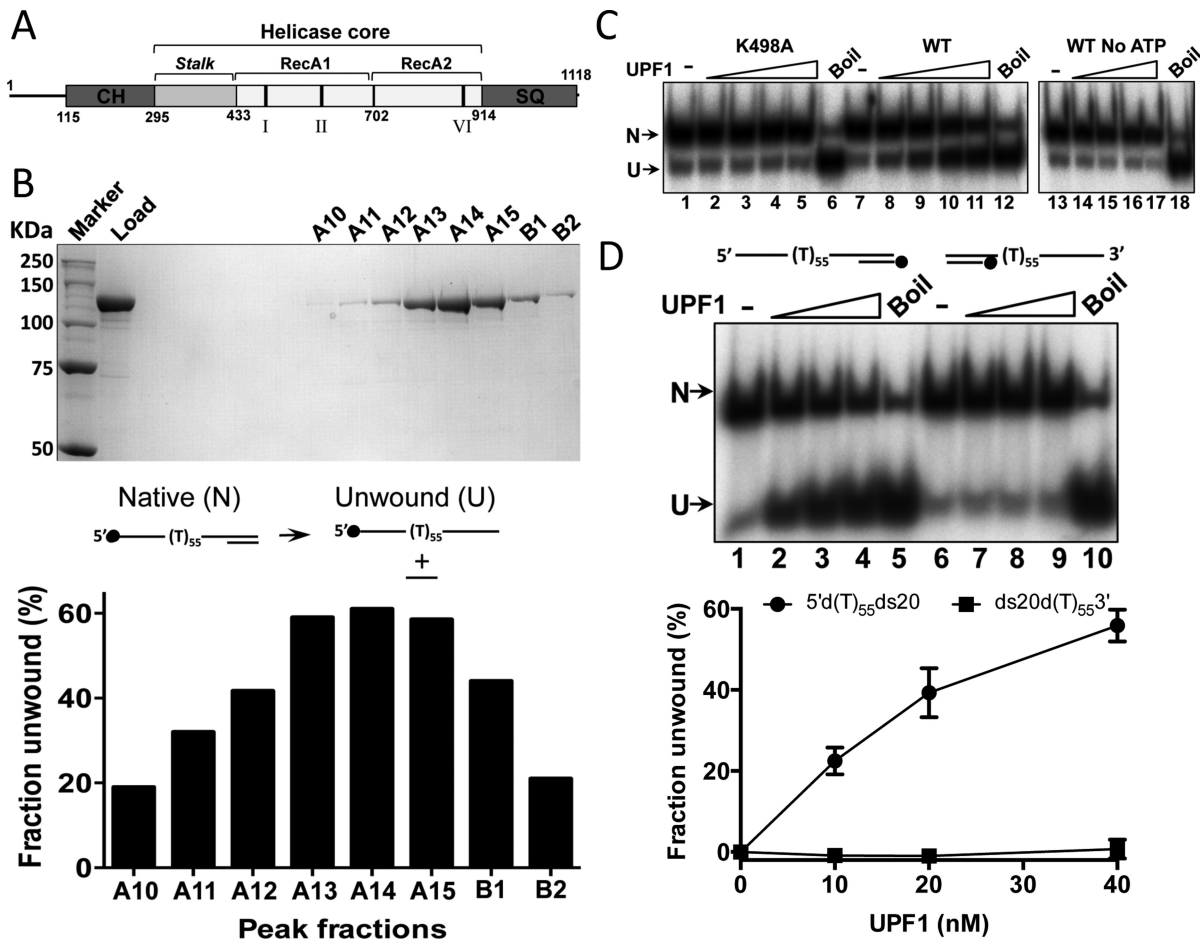 A
Helicase core
Stalk RecA1 RecA2
1 1118
CH SQ
115 295 433 702 914
I II VI
B
Marker Load A10 A11 A12 A13 A14 A15 B1 B2
KDa
250
150
100
75
50
Native (N) Unwound (U)
5' (T)55 5' (T)55
+
Fraction unwound (%)
60
40
20
0
A10 A11 A12 A13 A14 A15 B1 B2
Peak fractions
C
K498A WT WT No ATP
UPF1 – Boil – Boil – Boil
N
U
1 2 3 4 5 6 7 8 9 10 11 12 13 14 15 16 17 18
D
5' (T)55 (T)55 3'
UPF1 – Boil – Boil
N
U
1 2 3 4 5 6 7 8 9 10
5'd(T)55ds20 ds20d(T)553'
Fraction unwound (%)
60
40
20
0
0 10 20 30 40
UPF1 (nM)